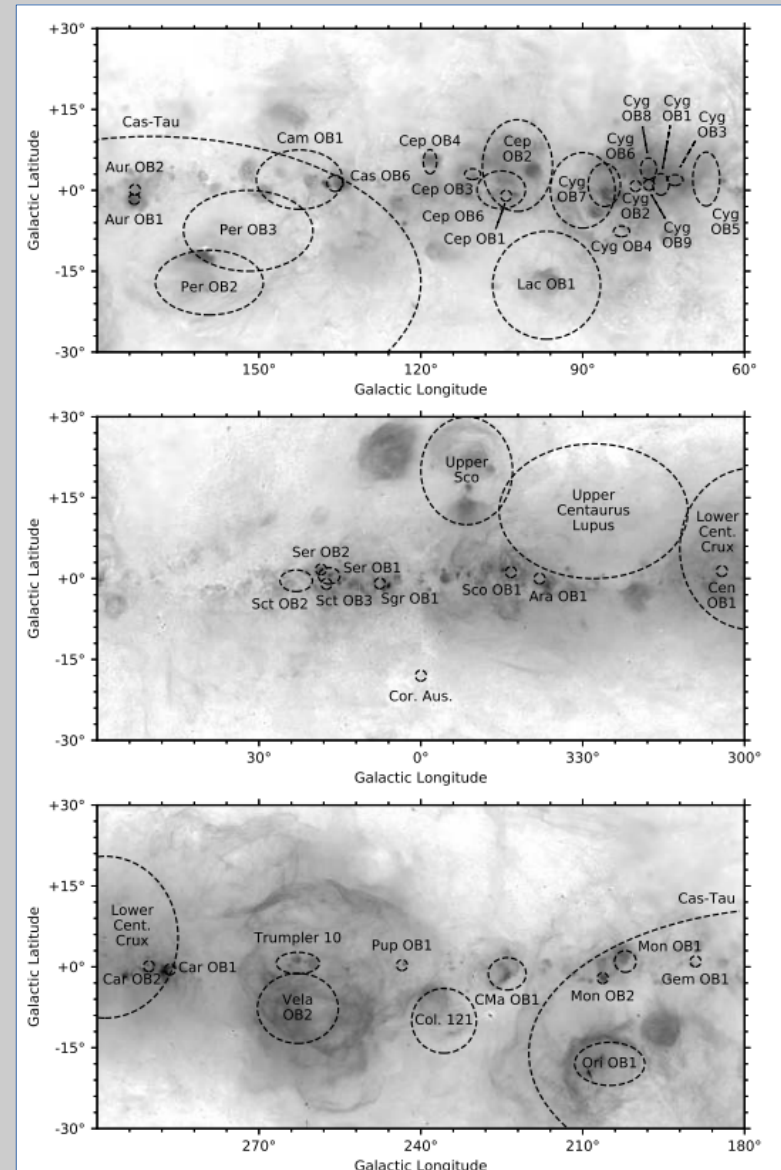 +30°
+15°
+0°
-15°
-30°
Galactic Latitude
Cas-Tau
Aur OB2
Aur OB1
Cam OB1
Cas OB6
Per OB3
Per OB2
Cep OB4
Cep OB3
Cep
OB2
Cep OB6
Cep OB1
Lac OB1
Cyg
OB7
Cyg
OB6
Cyg
OB8
Cyg
OB1
Cyg
OB3
Cyg
OB2
Cyg
OB9
Cyg OB4
Cyg
OB5
150°
120°
90°
60°
Galactic Longitude
+30°
+15°
+0°
-15°
-30°
Galactic Latitude
Upper
Sco
Upper
Centaurus
Lupus
Lower
Cent.
Crux
Cen
OB1
Ser OB2
Ser OB1
Sct OB2
Sct OB3
Sgr OB1
Sco OB1
Ara OB1
Cor. Aus.
30°
0°
330°
300°
Galactic Longitude
+30°
+15°
+0°
-15°
-30°
Galactic Latitude
Lower
Cent.
Crux
Car OB2
Car OB1
Trumpler 10
Vela
OB2
Pup OB1
Col. 121
CMa OB1
Cas-Tau
Mon OB1
Mon OB2
Gem OB1
Ori OB1
270°
240°
210°
180°
Galactic Longitude